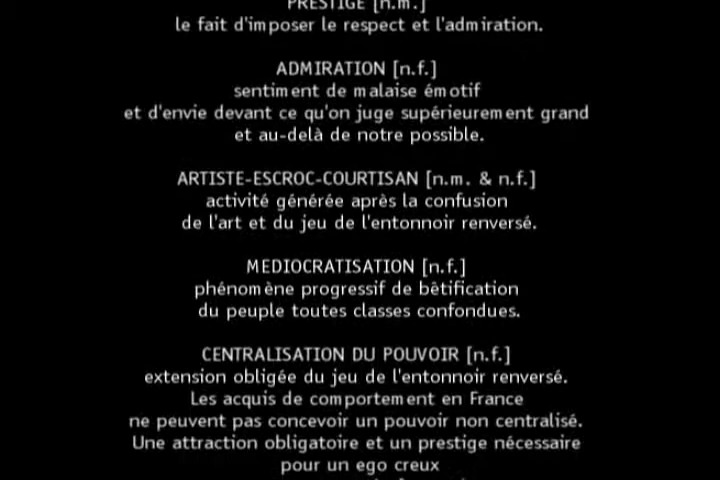 PRESTIGE [n.m.]
le fait d'imposer le respect et l'admiration.
ADMIRATION [n.f.]
sentiment de malaise émotif
et d'envie devant ce qu'on juge supérieurement grand
et au-delà de notre possible.
ARTISTE-ESCROC-COURTISAN [n.m. & n.f.]
activité générée après la confusion
de l'art et du jeu de l'entonnoir renversé.
MEDIOCRATISATION [n.f.]
phénomène progressif de bêtification
du peuple toutes classes confondues.
CENTRALISATION DU POUVOIR [n.f.]
extension obligée du jeu de l'entonnoir renversé.
Les acquis de comportement en France
ne peuvent pas concevoir un pouvoir non centralisé.
Une attraction obligatoire et un prestige nécessaire
pour un ego creux